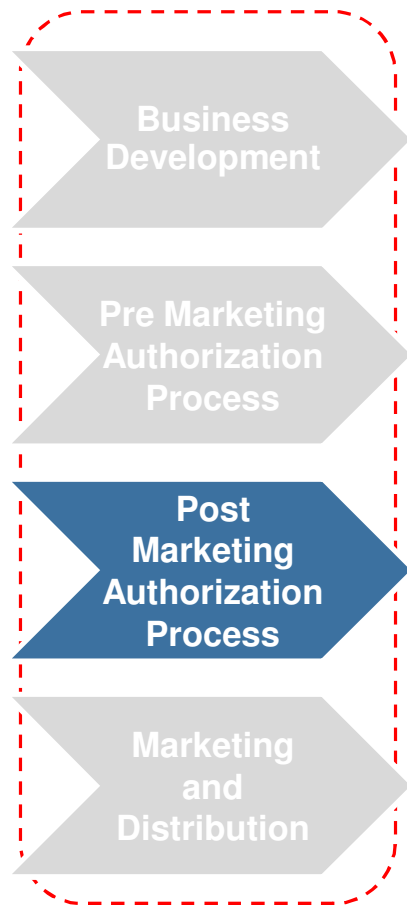 Business
Development
Pre Marketing
Authorization
Process
Post
Marketing
Authorization
Process
Marketing
and
Distribution